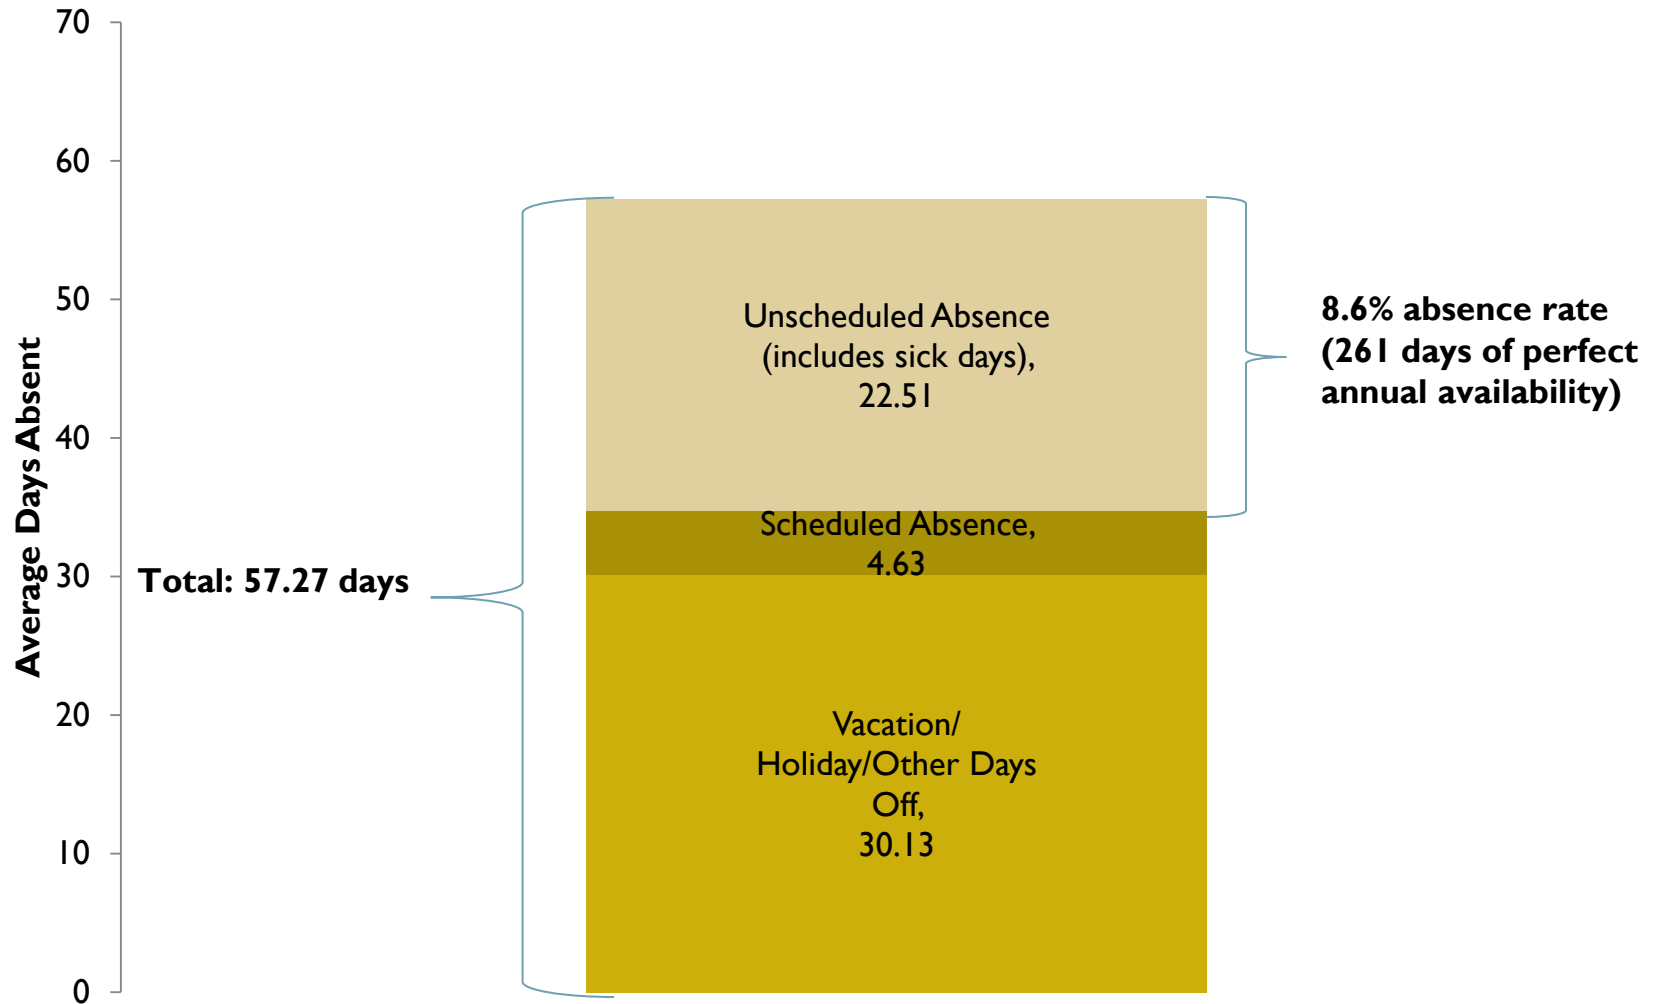 70
60
50
40
30
20
10
0
Average Days Absent
Total: 57.27 days
Unscheduled Absence
(includes sick days),
22.51
Scheduled Absence,
4.63
Vacation/
Holiday/Other Days
Off,
30.13
8.6% absence rate
(261 days of perfect
annual availability)